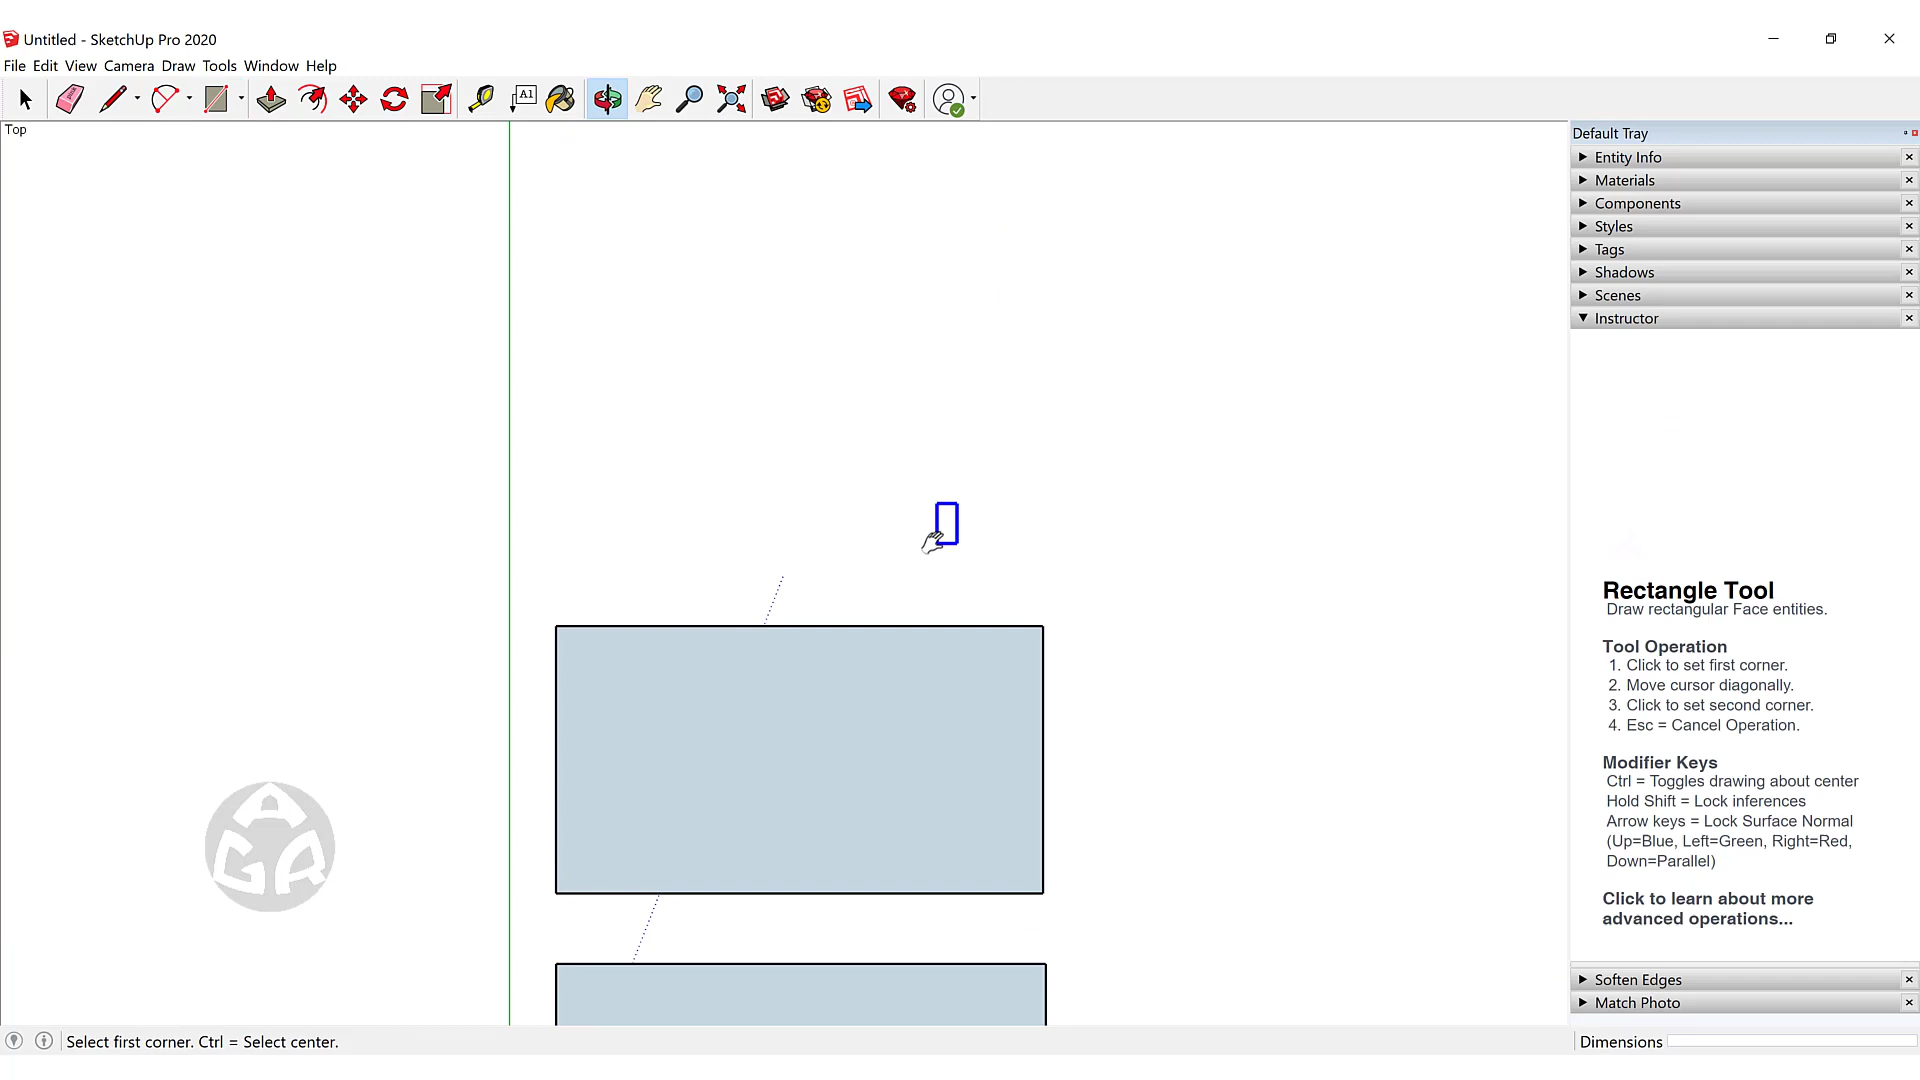 Untitled - SketchUp Pro 2020
File Edit View Camera Draw Tools Window Help
A1
Top
Default Tray
Entity Info
Materials
Components
Styles
Tags
Shadows
Scenes
Instructor
Rectangle Tool
Draw rectangular Face entities.
Tool Operation
1. Click to set first corner.
2. Move cursor diagonally.
3. Click to set second corner.
4. Esc = Cancel Operation.
Modifier Keys
Ctrl = Toggles drawing about center
Hold Shift = Lock inferences
Arrow keys = Lock Surface Normal
(Up=Blue, Left=Green, Right=Red,
Down=Parallel)
Click to learn about more
advanced operations...
Soften Edges
Match Photo
Select first corner. Ctrl = Select center.
Dimensions